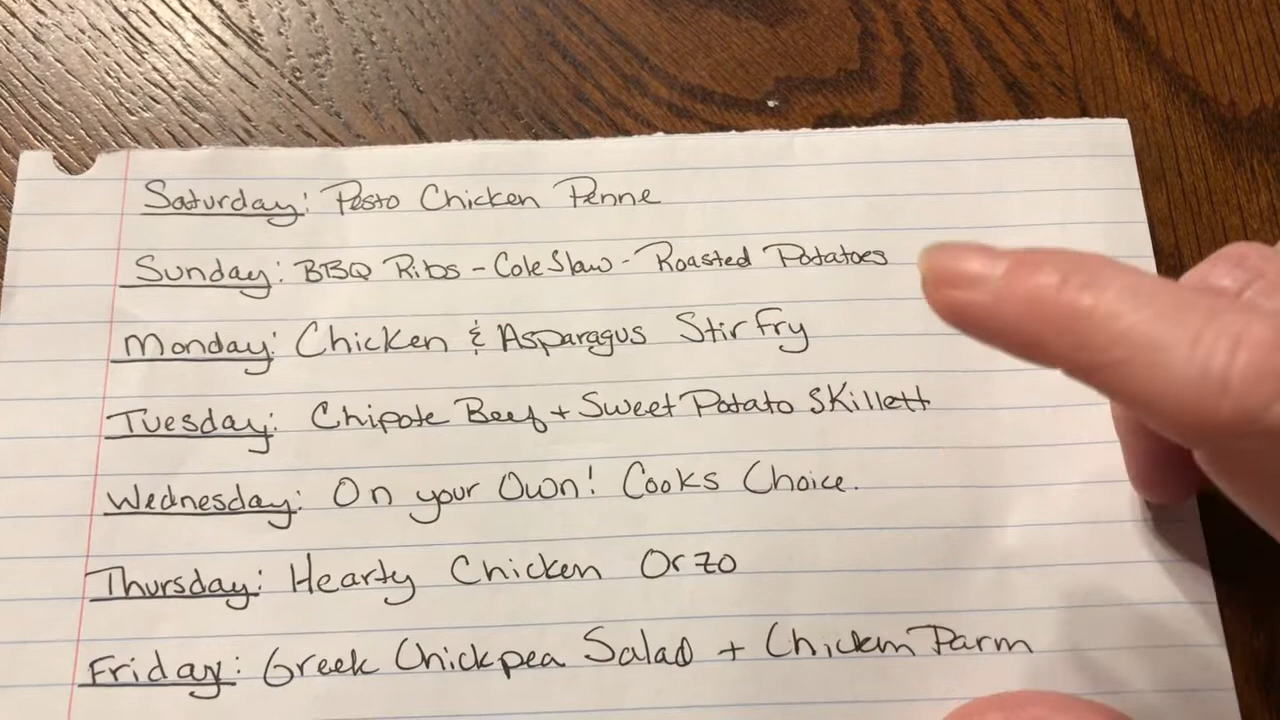 Saturday: Pesto Chicken Penne
Sunday: BBQ Ribs - Cole Slaw - Roasted Potatoes
Monday: Chicken & Asparagus Stir Fry
Tuesday: Chipote Beef + Sweet Potato Skillett
Wednesday: On your Own! Cooks Choice.
Thursday: Hearty Chicken Orzo
Friday: Greek Chickpea Salad + Chicken Parm